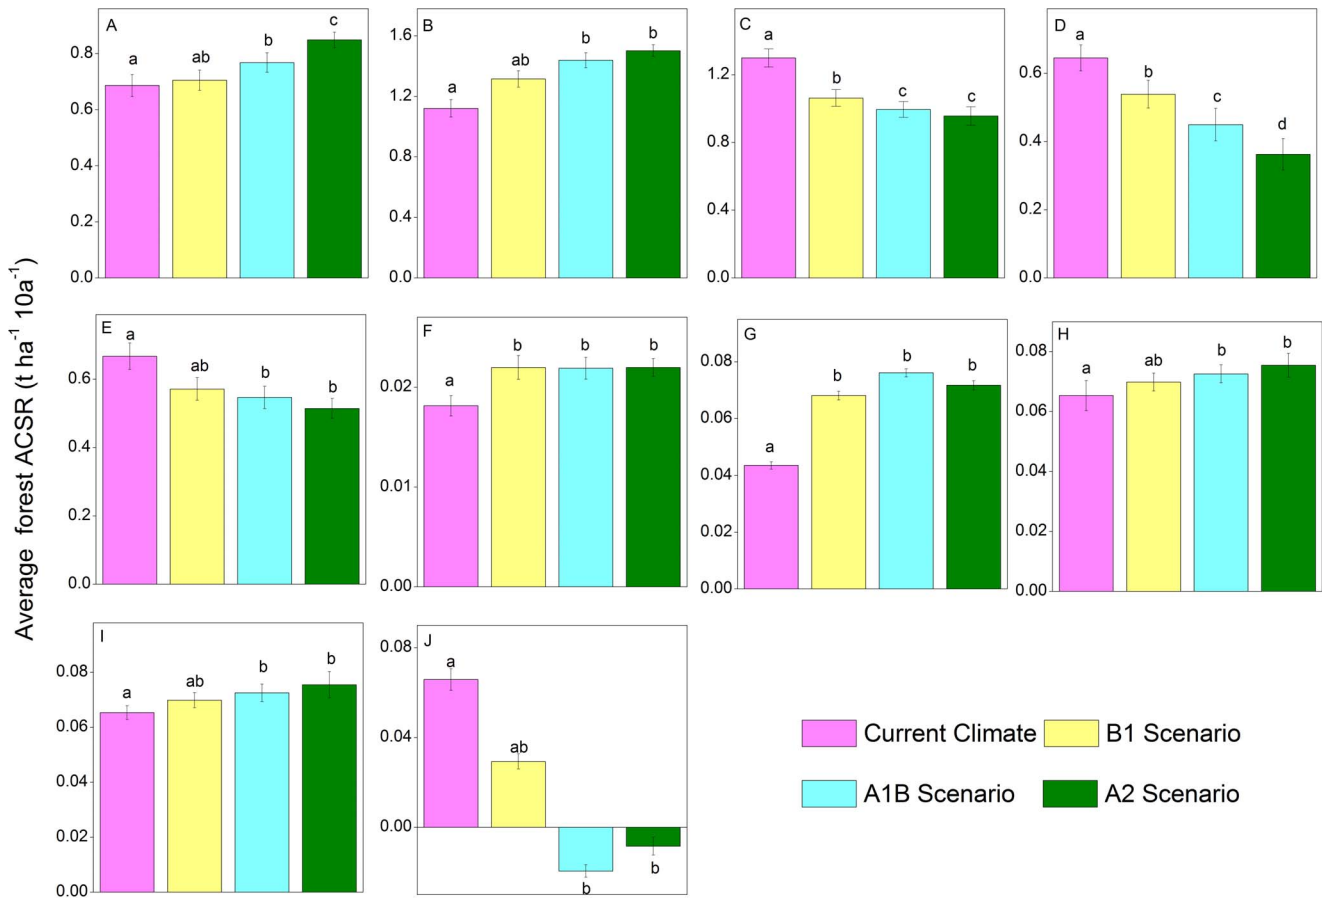 Average forest ACSR (t ha⁻¹ 10a⁻¹)
A
a
ab
b
c
0.8
0.6
0.4
0.2
0.0
B
a
ab
b
b
1.6
1.2
0.8
0.4
0.0
C
a
b
c
c
1.2
0.8
0.4
0.0
D
a
b
c
d
0.6
0.4
0.2
0.0
E
a
ab
b
b
0.6
0.4
0.2
0.0
F
a
b
b
b
0.02
0.01
0.00
G
a
b
b
b
0.08
0.06
0.04
0.02
0.00
H
a
ab
b
b
0.08
0.06
0.04
0.02
0.00
I
a
ab
b
b
0.08
0.06
0.04
0.02
0.00
J
a
ab
b
b
0.08
0.04
0.00
Current Climate
B1 Scenario
A1B Scenario
A2 Scenario